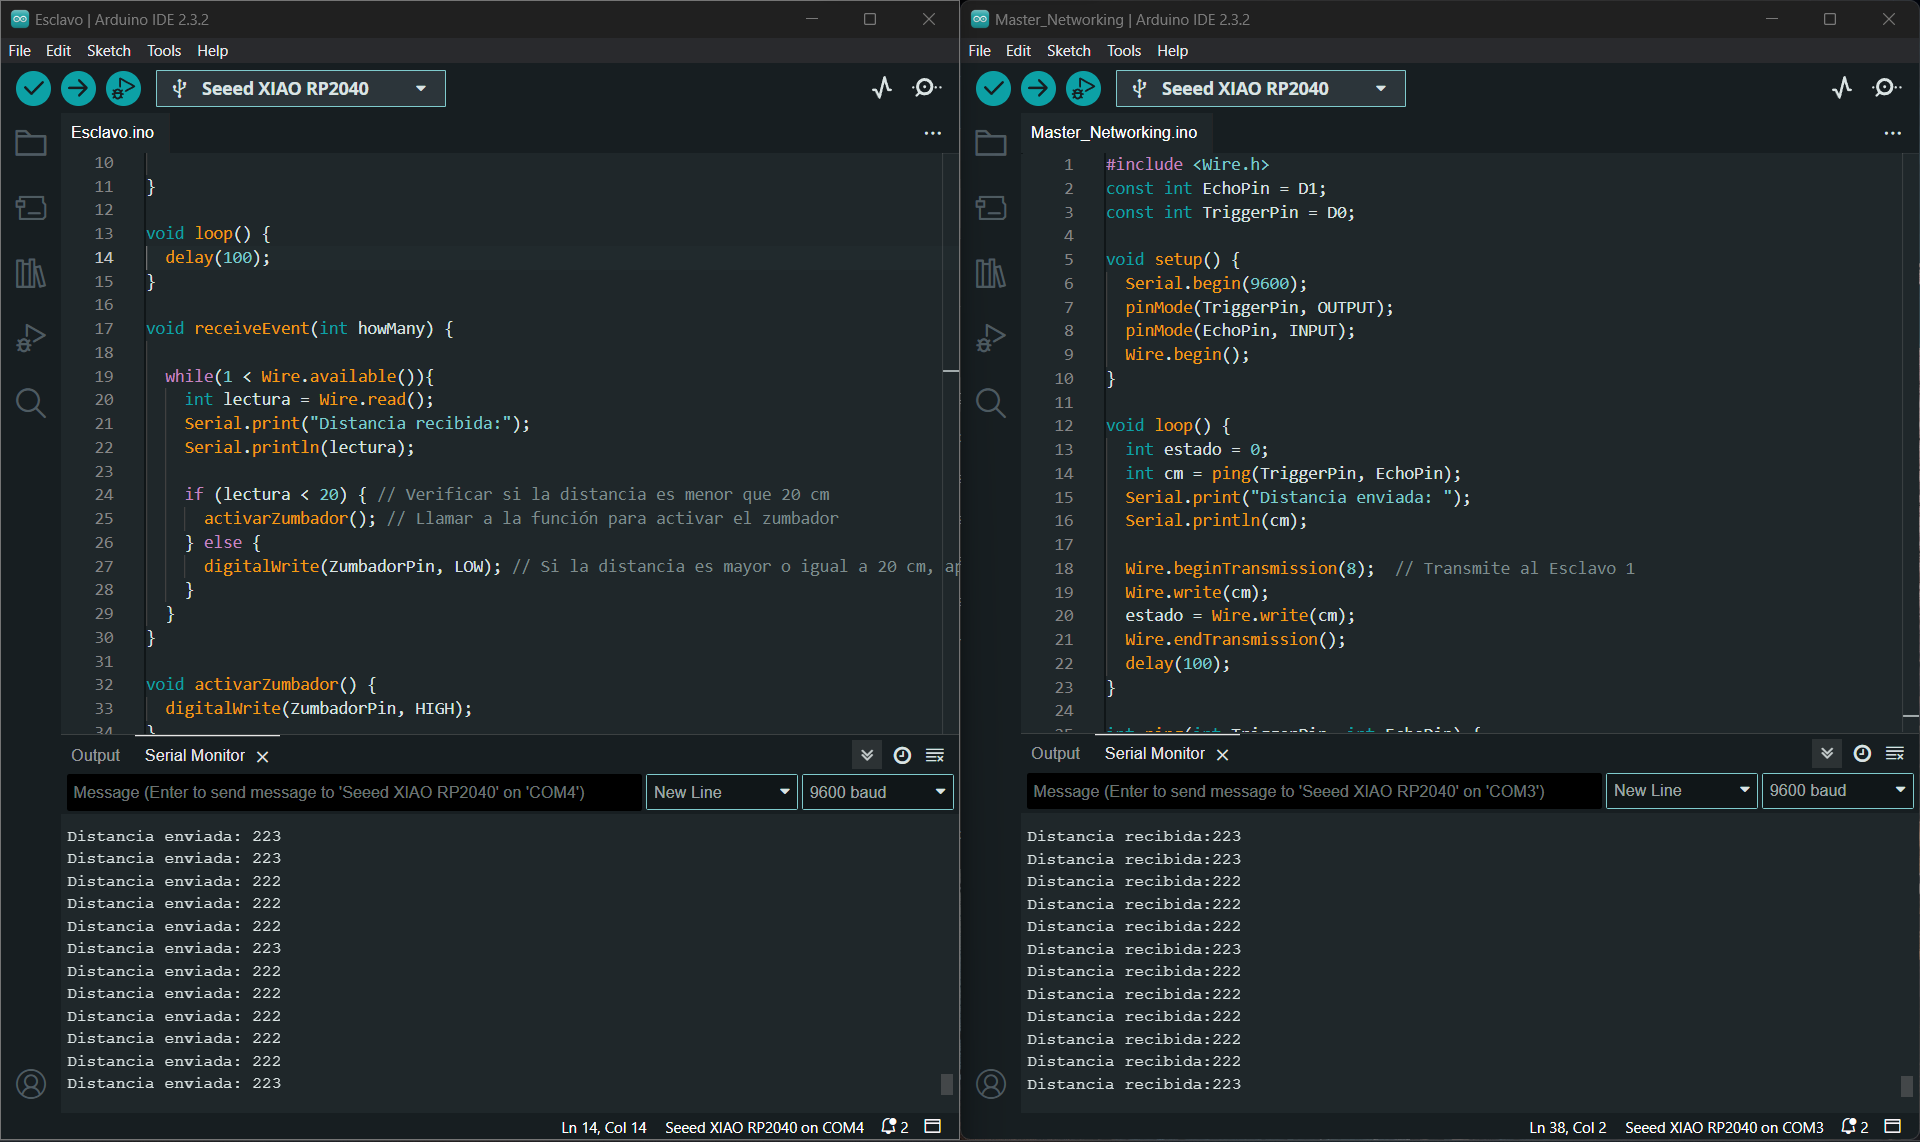 Esclavo | Arduino IDE 2.3.2
File Edit Sketch Tools Help
Seeed XIAO RP2040
Esclavo.ino
10
11 }
12
13 void loop() {
14 delay(100);
15 }
16
17 void receiveEvent(int howMany) {
18
19 while(1 < Wire.available()){
20 int lectura = Wire.read();
21 Serial.print("Distancia recibida:");
22 Serial.println(lectura);
23
24 if (lectura < 20) { // Verificar si la distancia es menor que 20 cm
25 activarZumbador(); // Llamar a la función para activar el zumbador
26 } else {
27 digitalWrite(ZumbadorPin, LOW); // Si la distancia es mayor o igual a 20 cm, ap
28 }
29 }
30 }
31
32 void activarZumbador() {
33 digitalWrite(ZumbadorPin, HIGH);
34 }
Output Serial Monitor
Message (Enter to send message to 'Seeed XIAO RP2040' on 'COM4') New Line 9600 baud
Distancia enviada: 223
Distancia enviada: 223
Distancia enviada: 222
Distancia enviada: 222
Distancia enviada: 222
Distancia enviada: 223
Distancia enviada: 222
Distancia enviada: 222
Distancia enviada: 222
Distancia enviada: 222
Distancia enviada: 222
Distancia enviada: 223
Ln 14, Col 14 Seeed XIAO RP2040 on COM4 2
Master_Networking | Arduino IDE 2.3.2
File Edit Sketch Tools Help
Seeed XIAO RP2040
Master_Networking.ino
1 #include <Wire.h>
2 const int EchoPin = D1;
3 const int TriggerPin = D0;
4
5 void setup() {
6 Serial.begin(9600);
7 pinMode(TriggerPin, OUTPUT);
8 pinMode(EchoPin, INPUT);
9 Wire.begin();
10 }
11
12 void loop() {
13 int estado = 0;
14 int cm = ping(TriggerPin, EchoPin);
15 Serial.print("Distancia enviada: ");
16 Serial.println(cm);
17
18 Wire.beginTransmission(8); // Transmite al Esclavo 1
19 Wire.write(cm);
20 estado = Wire.write(cm);
21 Wire.endTransmission();
22 delay(100);
23 }
24
25 int ping(int TriggerPin, int EchoPin) {
Output Serial Monitor
Message (Enter to send message to 'Seeed XIAO RP2040' on 'COM3') New Line 9600 baud
Distancia recibida:223
Distancia recibida:223
Distancia recibida:222
Distancia recibida:222
Distancia recibida:222
Distancia recibida:223
Distancia recibida:222
Distancia recibida:222
Distancia recibida:222
Distancia recibida:222
Distancia recibida:222
Distancia recibida:223
Ln 38, Col 2 Seeed XIAO RP2040 on COM3 2